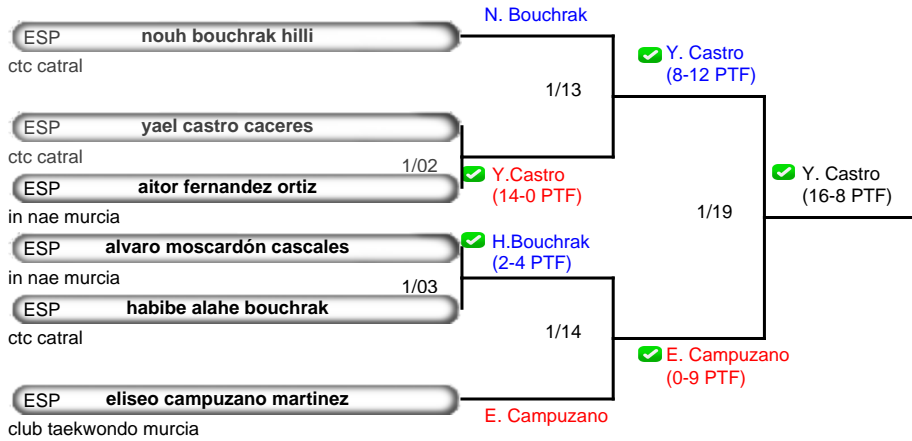 N. Bouchrak
ESP nouh bouchrak hilli
ctc catral
Y. Castro
(8-12 PTF)
1/13
ESP yael castro caceres
ctc catral
1/02
Y.Castro
(14-0 PTF)
Y. Castro
(16-8 PTF)
ESP aitor fernandez ortiz
in nae murcia
1/19
ESP alvaro moscardón cascales
in nae murcia
H.Bouchrak
(2-4 PTF)
1/03
ESP habibe alahe bouchrak
ctc catral
1/14
E. Campuzano
(0-9 PTF)
ESP eliseo campuzano martinez
club taekwondo murcia
E. Campuzano